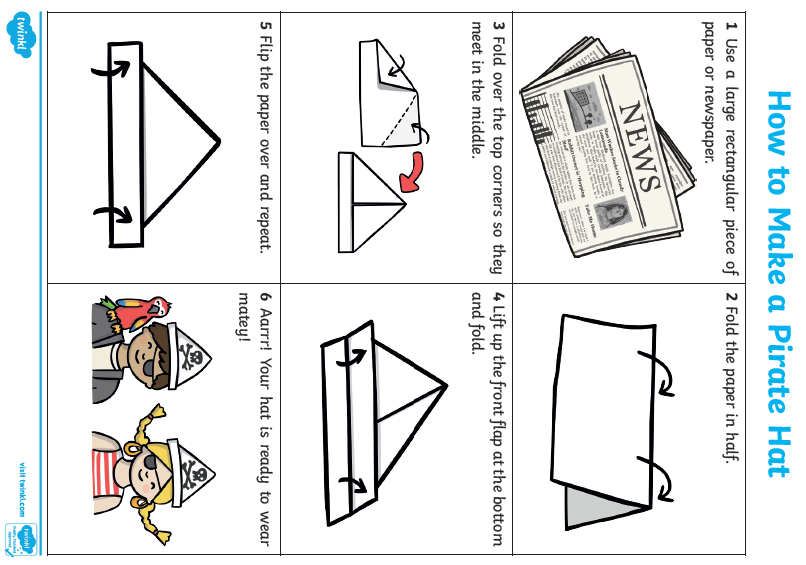 How to Make a Pirate Hat
1 Use a large rectangular piece of
paper or newspaper.
NEWS
2 Fold the paper in half.
3 Fold over the top corners so they
meet in the middle.
4 Lift up the front flap at the bottom
and fold.
5 Flip the paper over and repeat.
6 Aarrr! Your hat is ready to wear
matey!
twinkl
visit twinkl.com
twinkl